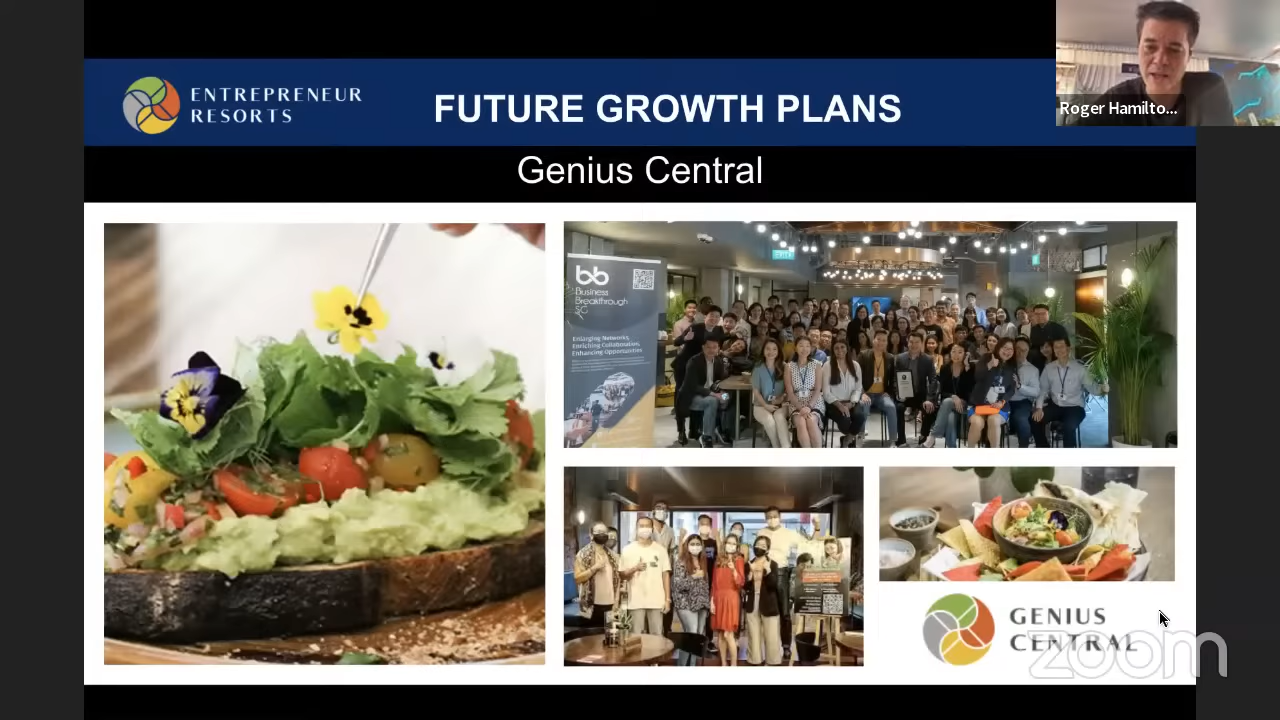 ENTREPRENEUR
RESORTS
FUTURE GROWTH PLANS
Roger Hamilto...
Genius Central
bb
Business
Breakthrough
SG
Enlarging Networks,
Enriching Collaboration,
Enhancing Opportunities
GENIUS
CENTRAL
zoom